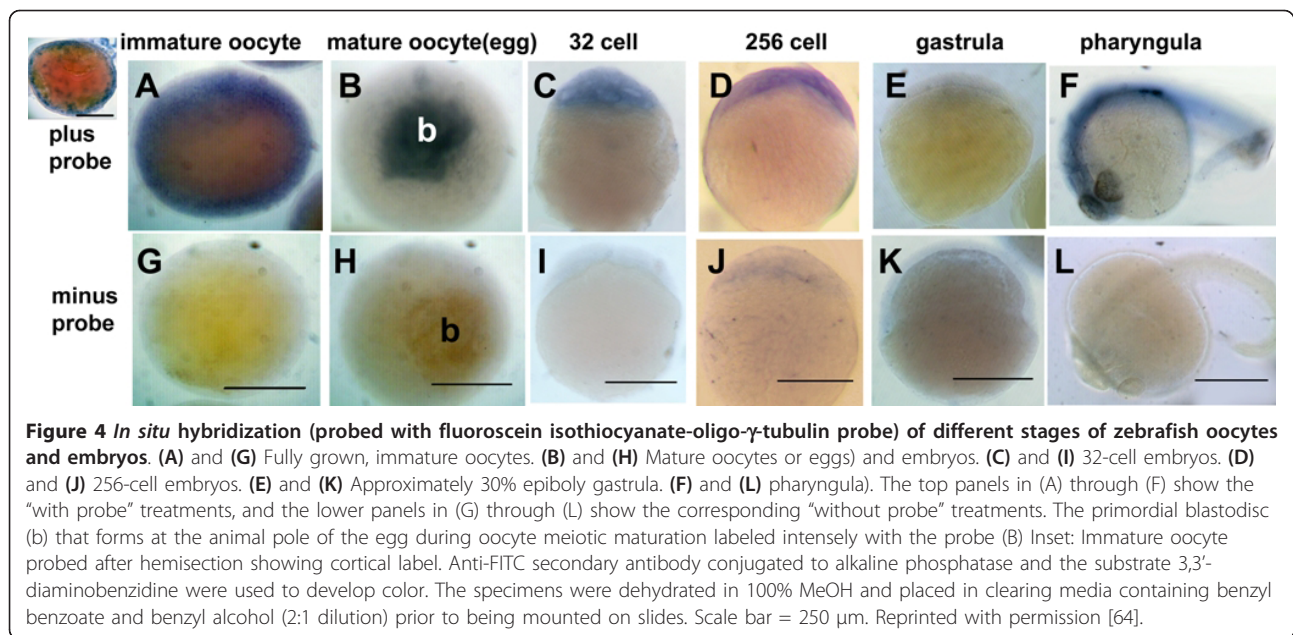 immature oocyte mature oocyte(egg) 32 cell 256 cell gastrula pharyngula
plus
probe
A B C D E F
b
minus
probe
G H I J K L
b
Figure 4 In situ hybridization (probed with fluoroscein isothiocyanate-oligo-γ-tubulin probe) of different stages of zebrafish oocytes
and embryos. (A) and (G) Fully grown, immature oocytes. (B) and (H) Mature oocytes or eggs) and embryos. (C) and (I) 32-cell embryos. (D)
and (J) 256-cell embryos. (E) and (K) Approximately 30% epiboly gastrula. (F) and (L) pharyngula). The top panels in (A) through (F) show the
“with probe” treatments, and the lower panels in (G) through (L) show the corresponding “without probe” treatments. The primordial blastodisc
(b) that forms at the animal pole of the egg during oocyte meiotic maturation labeled intensely with the probe (B) Inset: Immature oocyte
probed after hemisection showing cortical label. Anti-FITC secondary antibody conjugated to alkaline phosphatase and the substrate 3,3’-
diaminobenzidine were used to develop color. The specimens were dehydrated in 100% MeOH and placed in clearing media containing benzyl
benzoate and benzyl alcohol (2:1 dilution) prior to being mounted on slides. Scale bar = 250 μm. Reprinted with permission [64].